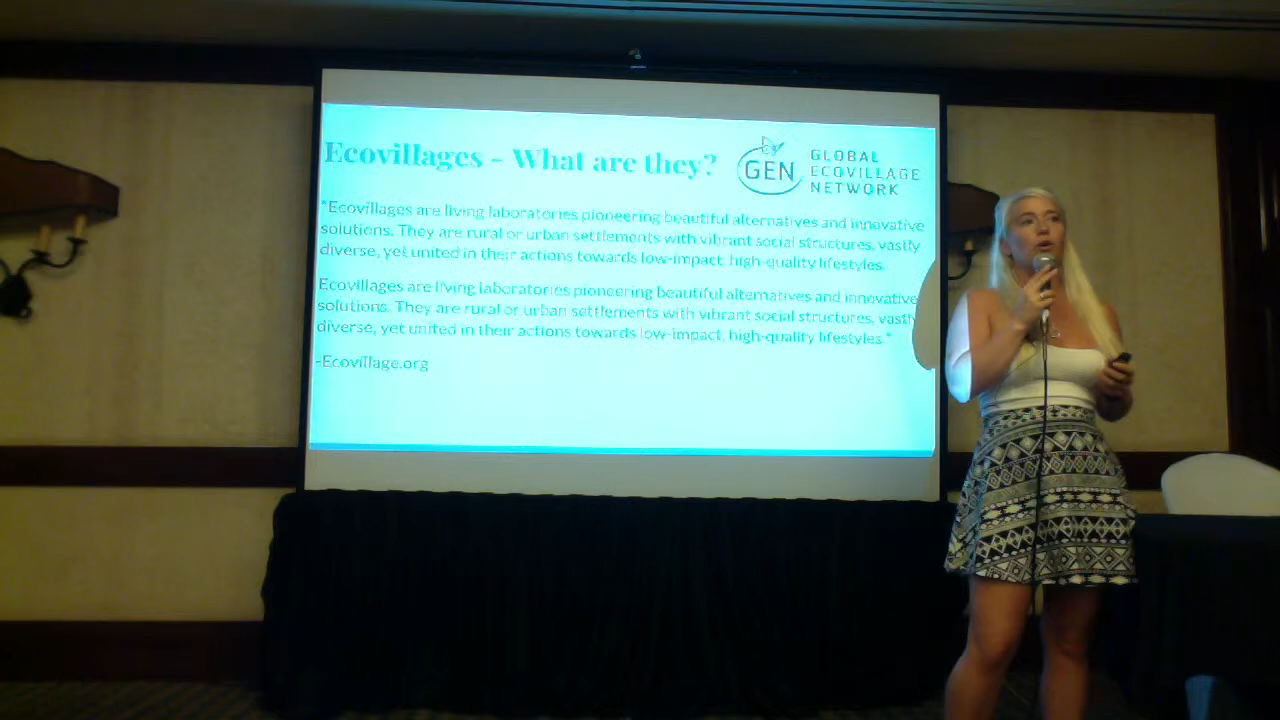 Ecovillages - What are they?
GEN
GLOBAL
ECOVILLAGE
NETWORK
"Ecovillages are living laboratories pioneering beautiful alternatives and innovative
solutions. They are rural or urban settlements with vibrant social structures, vastly
diverse, yet united in their actions towards low-impact, high-quality lifestyles.
Ecovillages are living laboratories pioneering beautiful alternatives and innovative
solutions. They are rural or urban settlements with vibrant social structures, vastly
diverse, yet united in their actions towards low-impact, high-quality lifestyles."
-Ecovillage.org